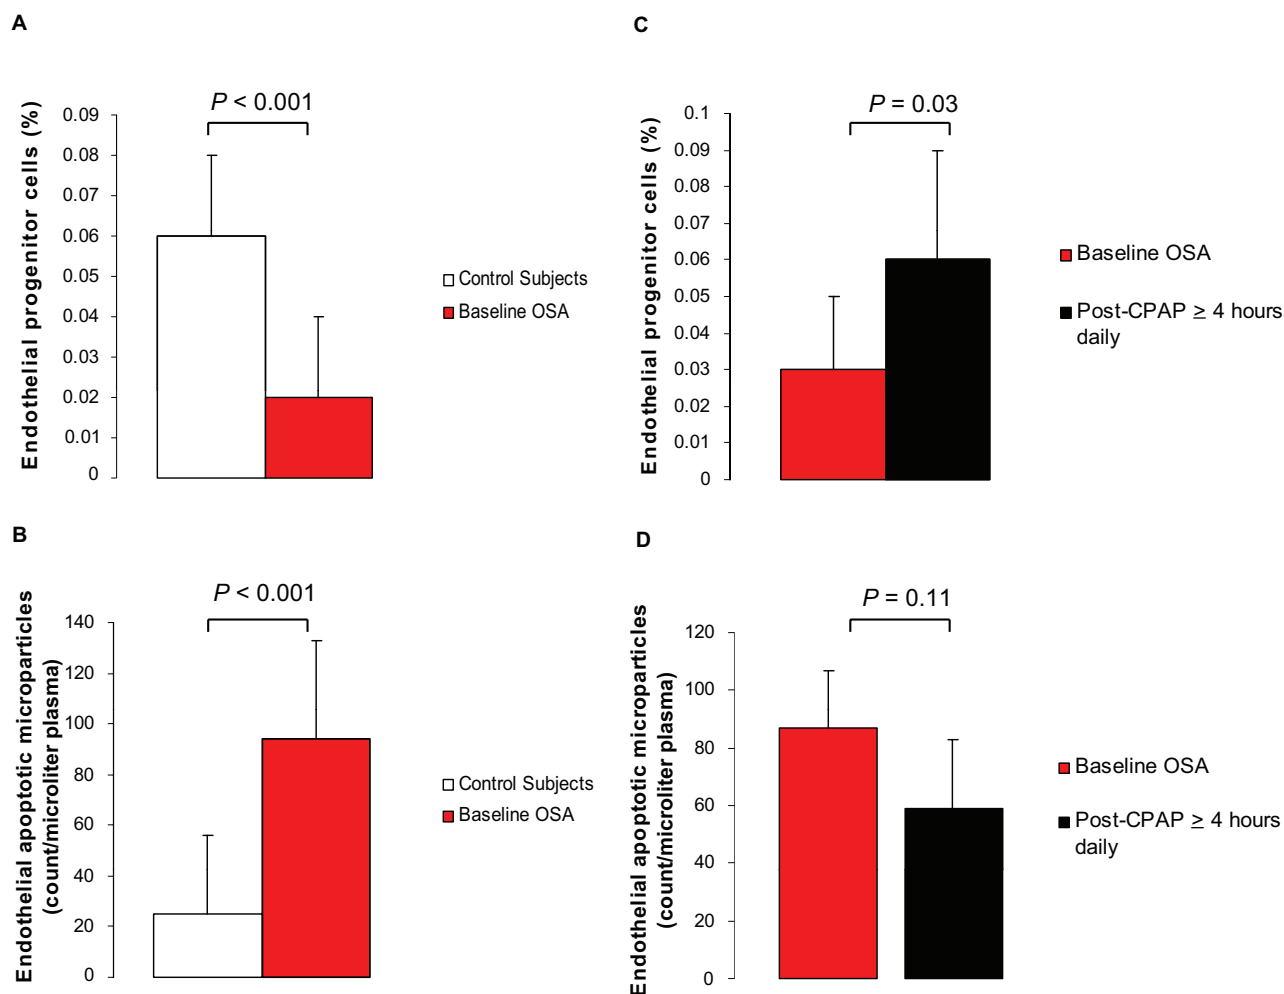 A
P < 0.001
Endothelial progenitor cells (%)
0.09
0.08
0.07
0.06
0.05
0.04
0.03
0.02
0.01
0
Control Subjects
Baseline OSA
C
P = 0.03
Endothelial progenitor cells (%)
0.1
0.09
0.08
0.07
0.06
0.05
0.04
0.03
0.02
0.01
0
Baseline OSA
Post-CPAP ≥ 4 hours
daily
B
P < 0.001
Endothelial apoptotic microparticles
(count/microliter plasma)
140
120
100
80
60
40
20
0
Control Subjects
Baseline OSA
D
P = 0.11
Endothelial apoptotic microparticles
(count/microliter plasma)
120
100
80
60
40
20
0
Baseline OSA
Post-CPAP ≥ 4 hours
daily